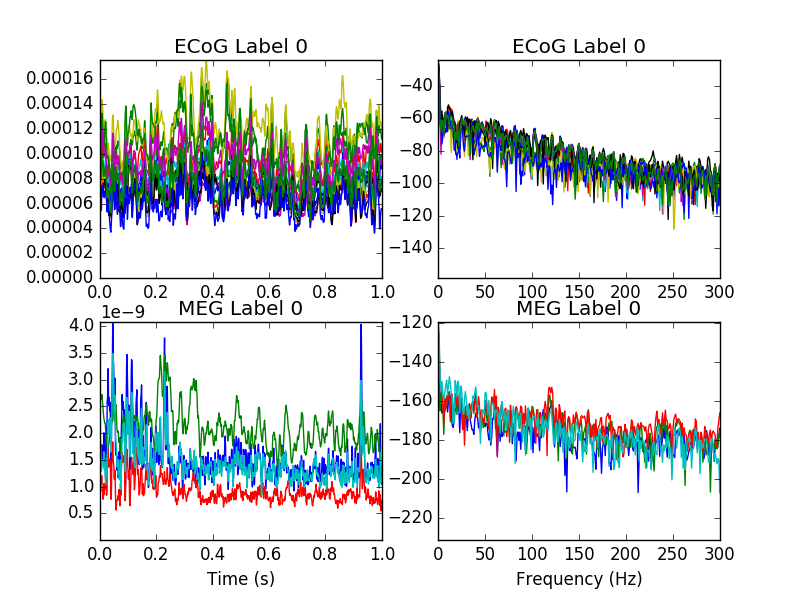 ECoG Label 0
0.00016
0.00014
0.00012
0.00010
0.00008
0.00006
0.00004
0.00002
0.00000
0.0 0.2 0.4 0.6 0.8 1.0
ECoG Label 0
−40
−60
−80
−100
−120
−140
0 50 100 150 200 250 300
MEG Label 0
1e−9
4.0
3.5
3.0
2.5
2.0
1.5
1.0
0.5
0.0 0.2 0.4 0.6 0.8 1.0
Time (s)
MEG Label 0
−120
−140
−160
−180
−200
−220
0 50 100 150 200 250 300
Frequency (Hz)